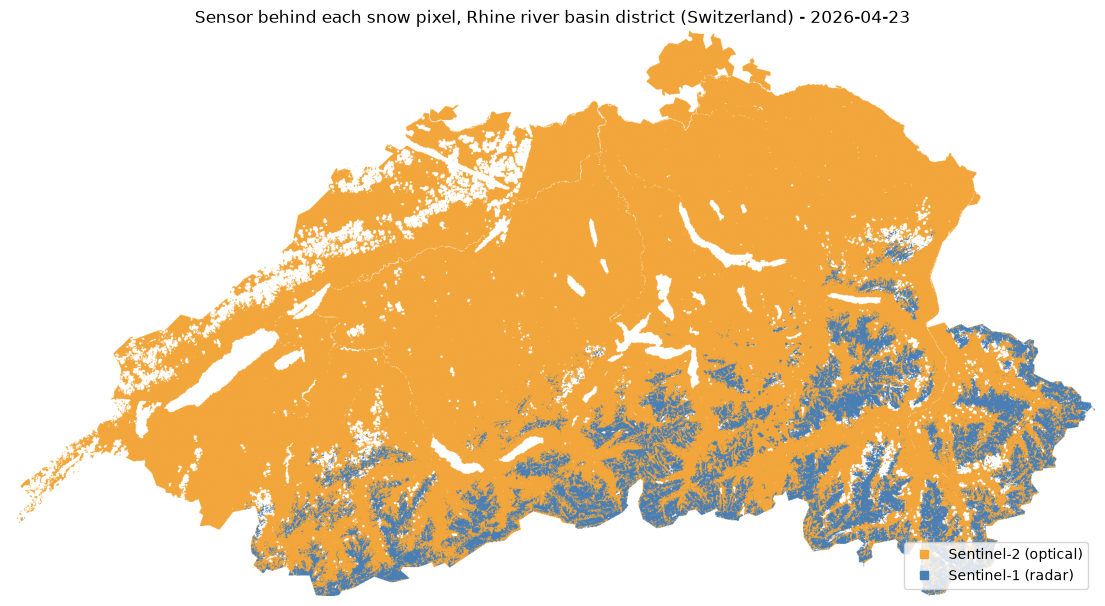 Sensor behind each snow pixel, Rhine river basin district (Switzerland) - 2026-04-23
Sentinel-2 (optical)
Sentinel-1 (radar)